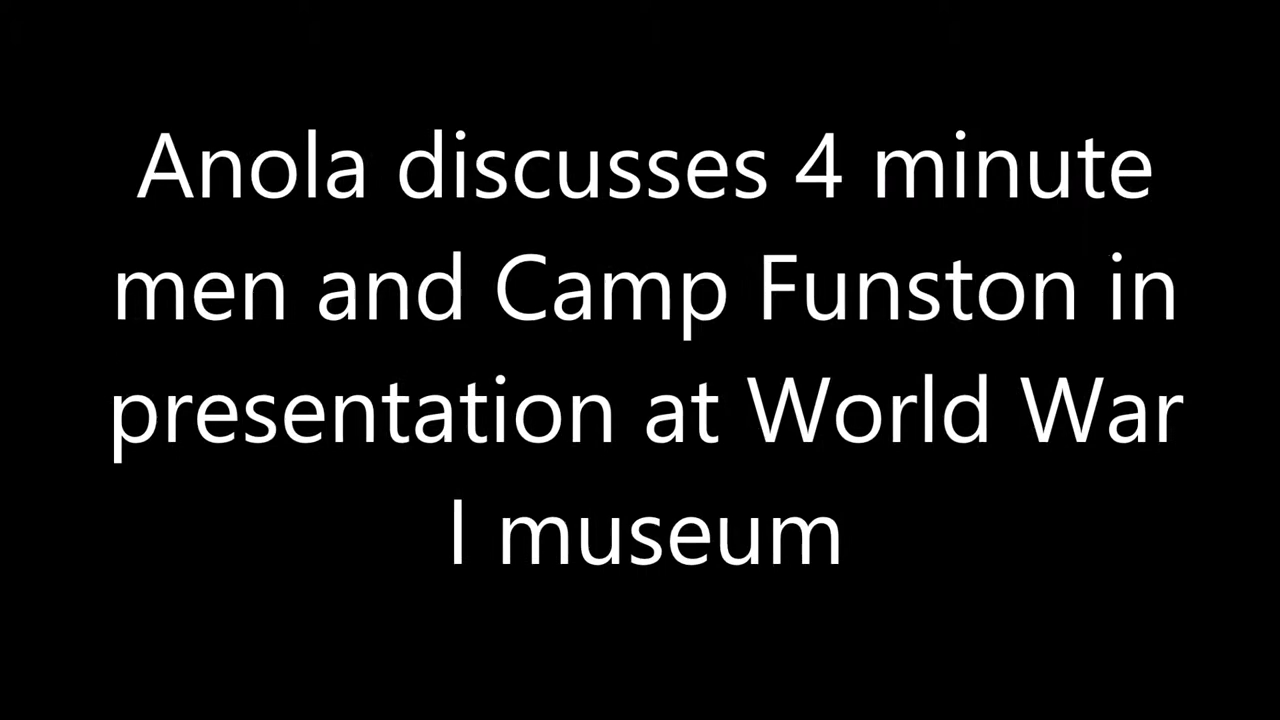 Anola discusses 4 minute
men and Camp Funston in
presentation at World War
I museum